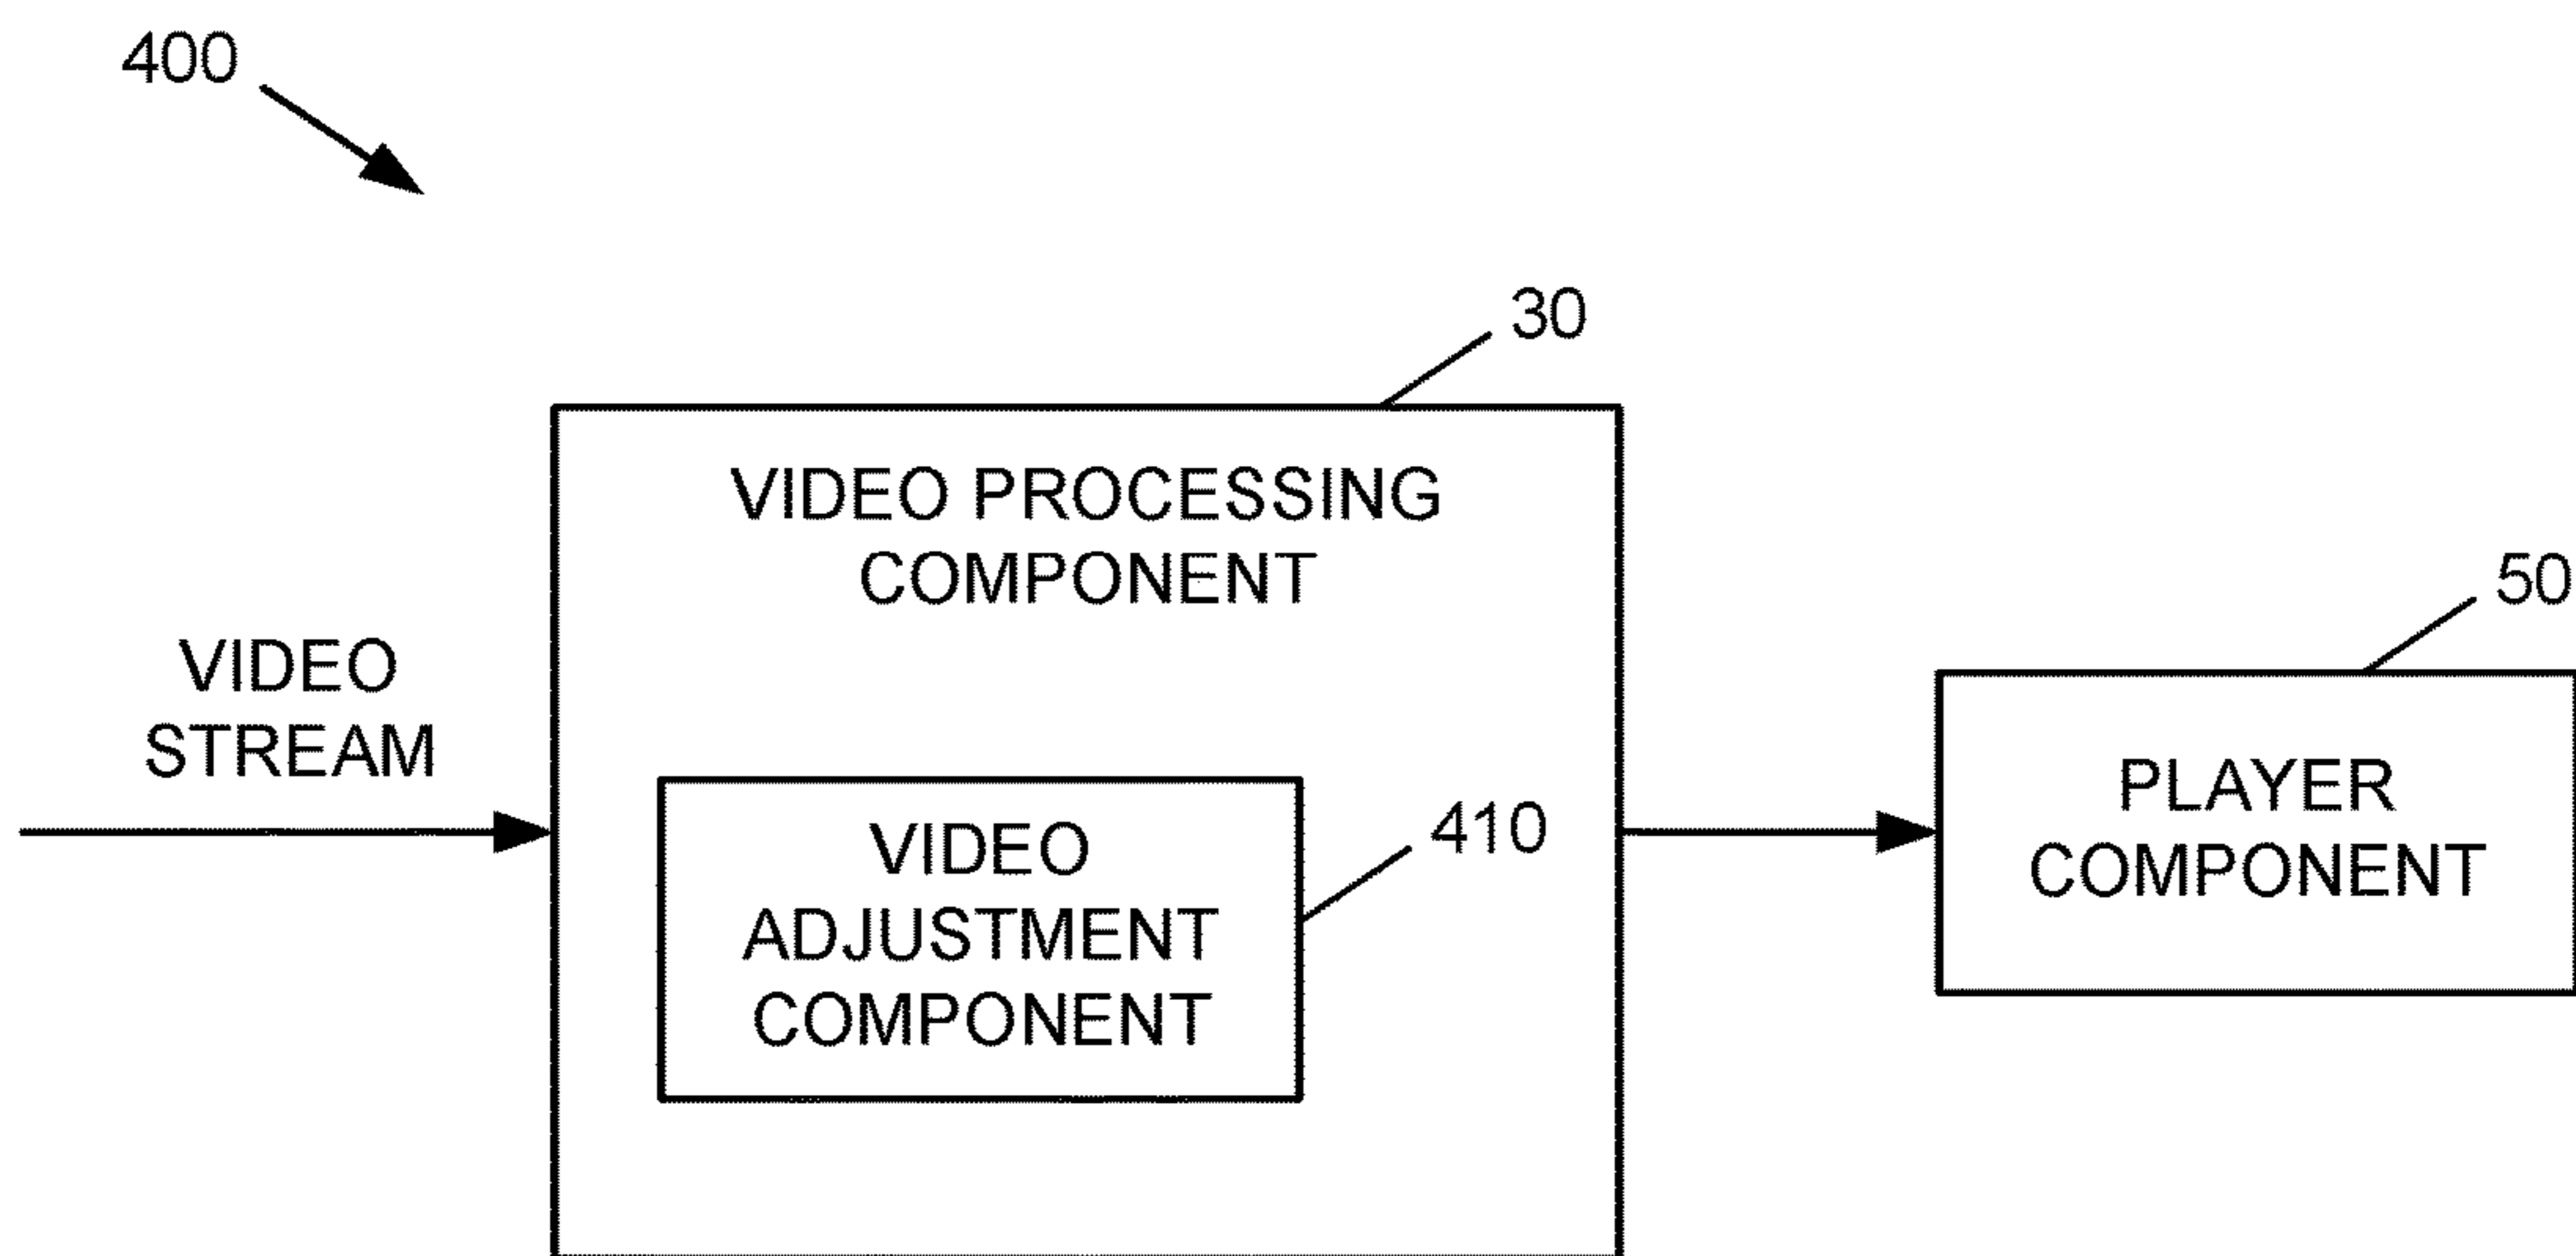 400
30
VIDEO PROCESSING
COMPONENT
50
VIDEO
STREAM
PLAYER
COMPONENT
410
VIDEO
ADJUSTMENT
COMPONENT